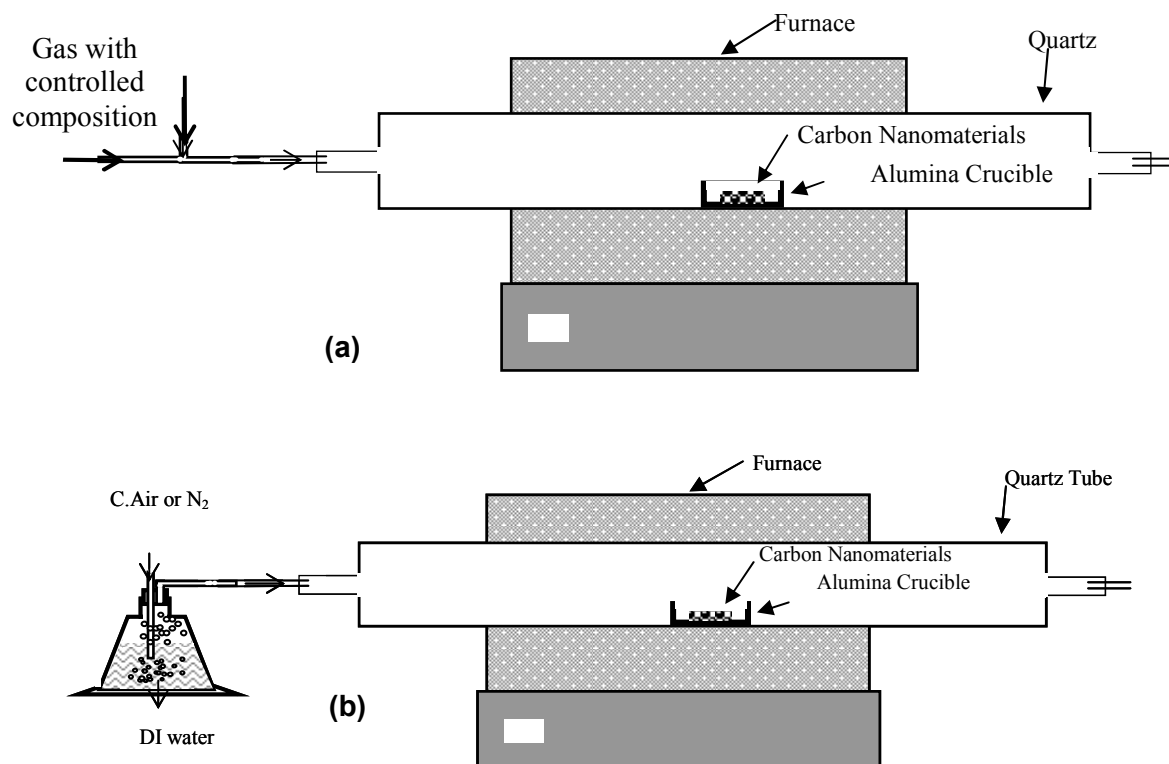 Furnace
Quartz
Gas with
controlled
composition
Carbon Nanomaterials
Alumina Crucible
(a)
Furnace
Quartz Tube
C.Air or N₂
Carbon Nanomaterials
Alumina Crucible
(b)
DI water